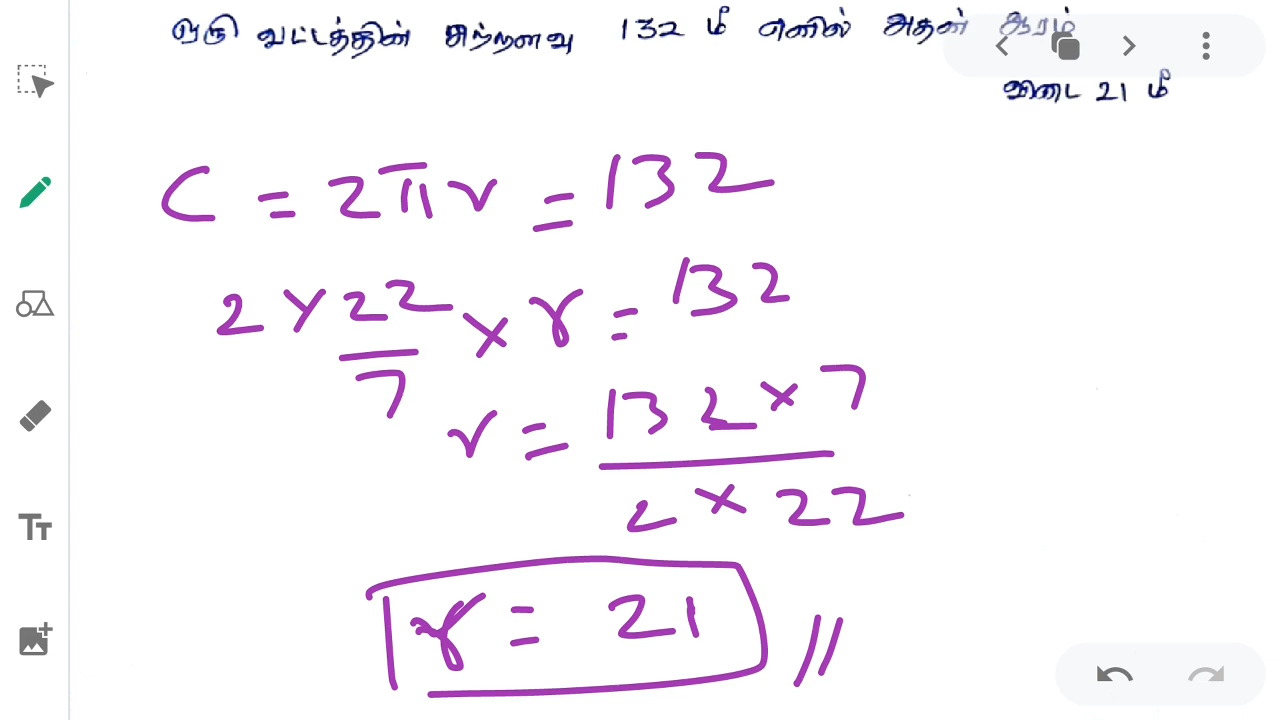 ஒரு வட்டத்தின் சுற்றளவு 132 மீ எனில் அதன் ஆரம்
விடை 21 மீ
C = 2πr = 132
2 × 22/7 × r = 132
r = 132 × 7 / 2 × 22
r = 21 //
TT